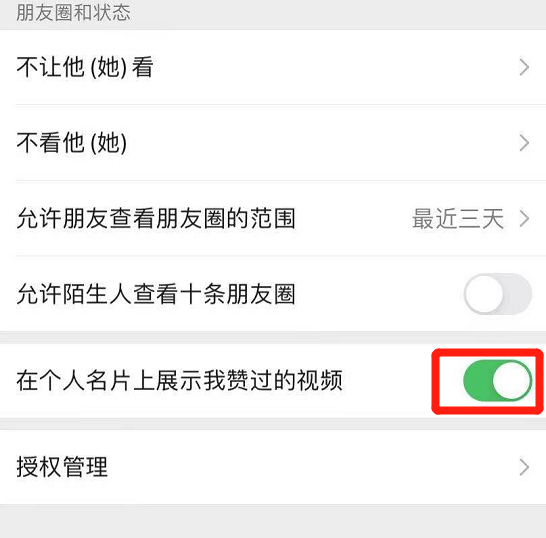 朋友圈和状态
不让他(她)看
不看他(她)
允许朋友查看朋友圈的范围 最近三天
允许陌生人查看十条朋友圈
在个人名片上展示我赞过的视频
授权管理